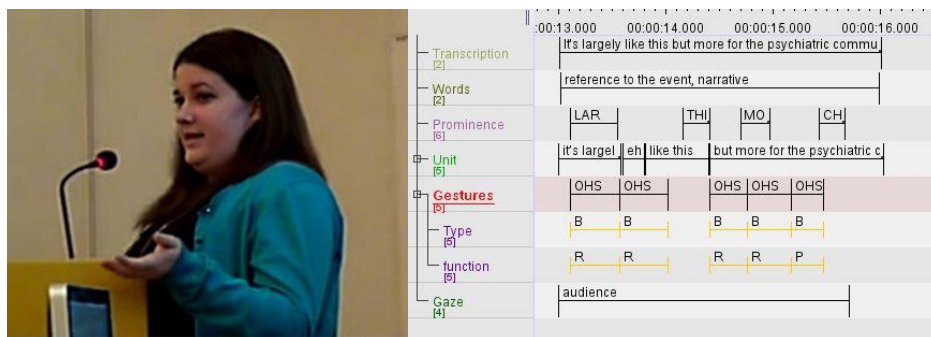 :00:13.000 00:00:14.000 00:00:15.000 00:00:16.000
Transcription [2] It's largely like this but more for the psychiatric commu
Words [2] reference to the event, narrative
Prominence [6] LAR THI MO CH
Unit [5] it's largel eh like this but more for the psychiatric c
Gestures [5] OHS OHS OHS OHS OHS
Type [5] B B B B B
function [5] R R R R P
Gaze [4] audience